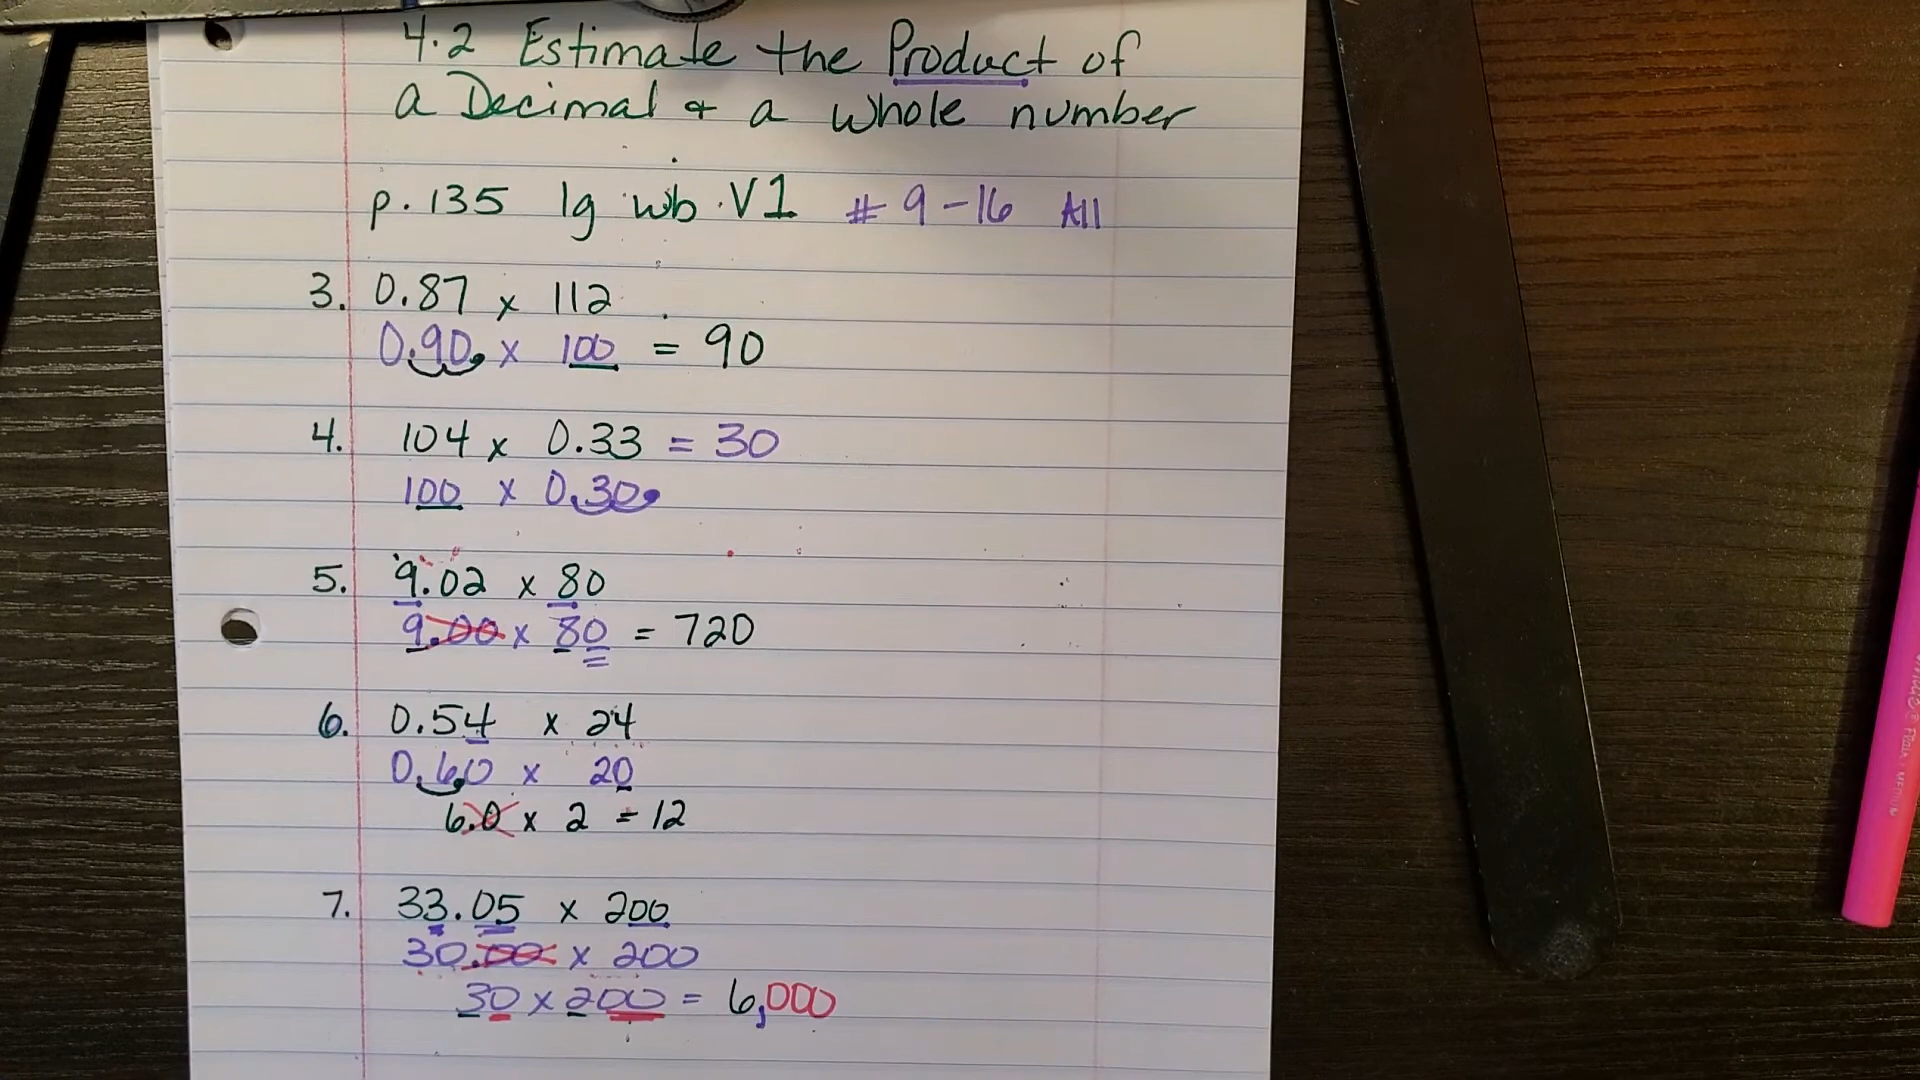 4.2 Estimate the Product of
a Decimal & a whole number
p. 135 lg wb V1 # 9-16 All
3. 0.87 x 112
0.90 x 100 = 90
4. 104 x 0.33 = 30
100 x 0.30
5. 9.02 x 80
9.00 x 80 = 720
6. 0.54 x 24
0.60 x 20
6.0 x 2 = 12
7. 33.05 x 200
30.00 x 200
30 x 200 = 6,000